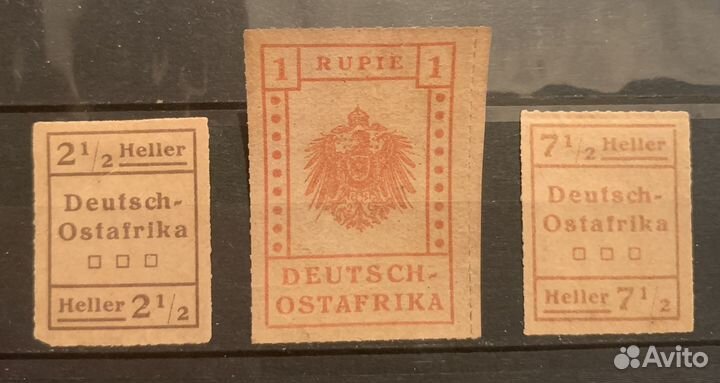 2 1/2 Heller
Deutsch-
Ostafrika
Heller 2 1/2
1 RUPIE 1
DEUTSCH-
OSTAFRIKA
7 1/2 Heller
Deutsch-
Ostafrika
Heller 7 1/2
Avito